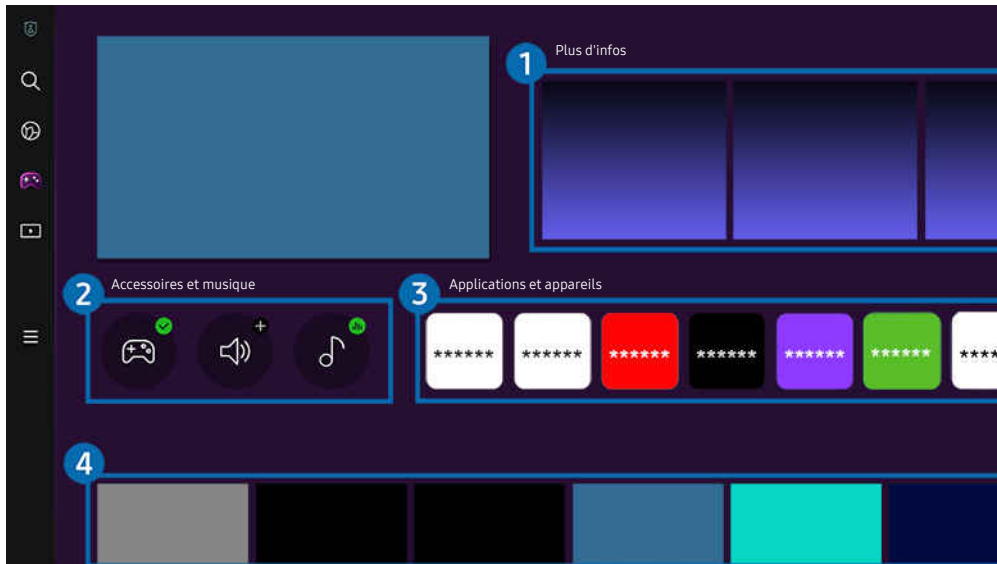 1
Plus d'infos
2
Accessoires et musique
3
Applications et appareils
****** ****** ****** ****** ****** ****** ****
4